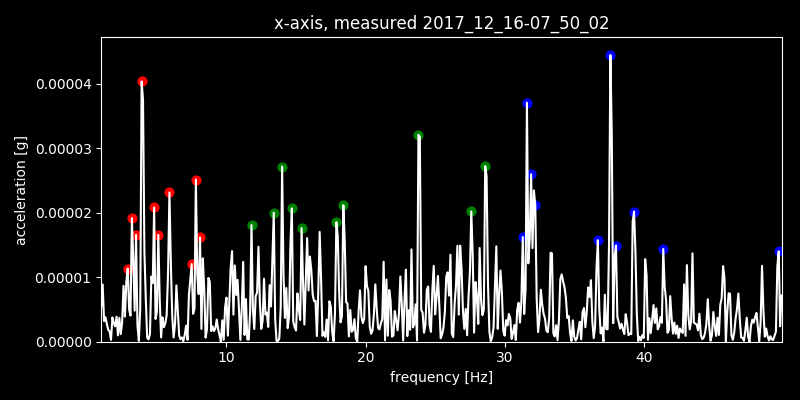 x-axis, measured 2017_12_16-07_50_02
acceleration [g]
0.00004
0.00003
0.00002
0.00001
0.00000
10 20 30 40
frequency [Hz]